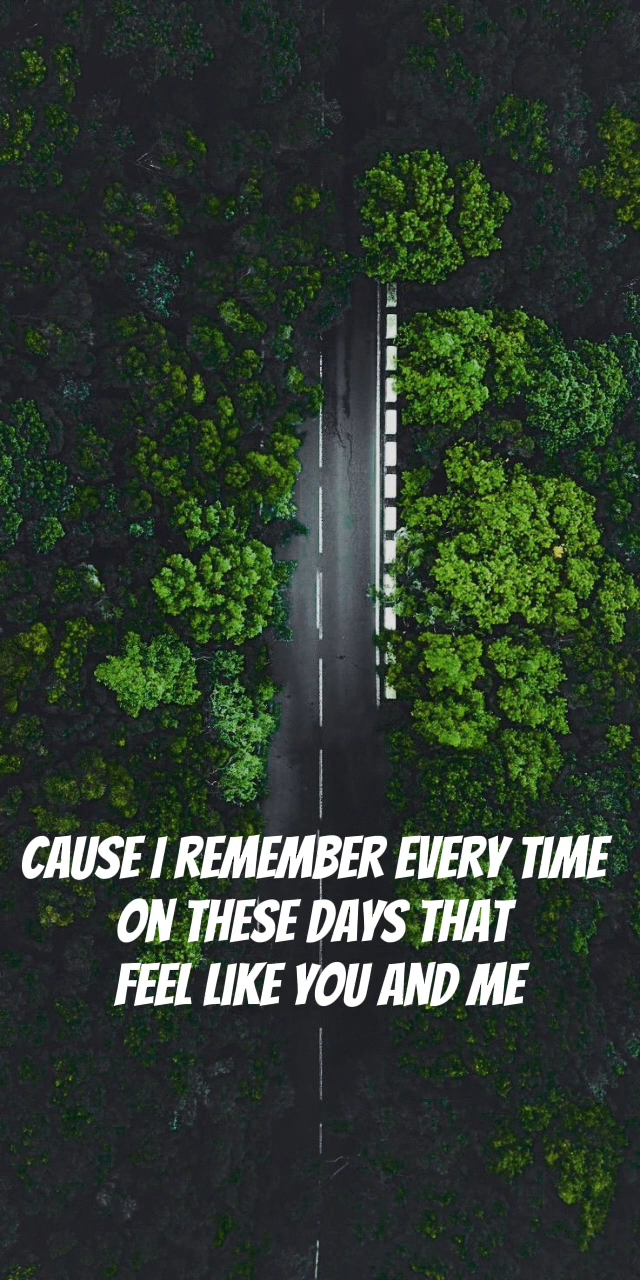 CAUSE I REMEMBER EVERY TIME
ON THESE DAYS THAT
FEEL LIKE YOU AND ME